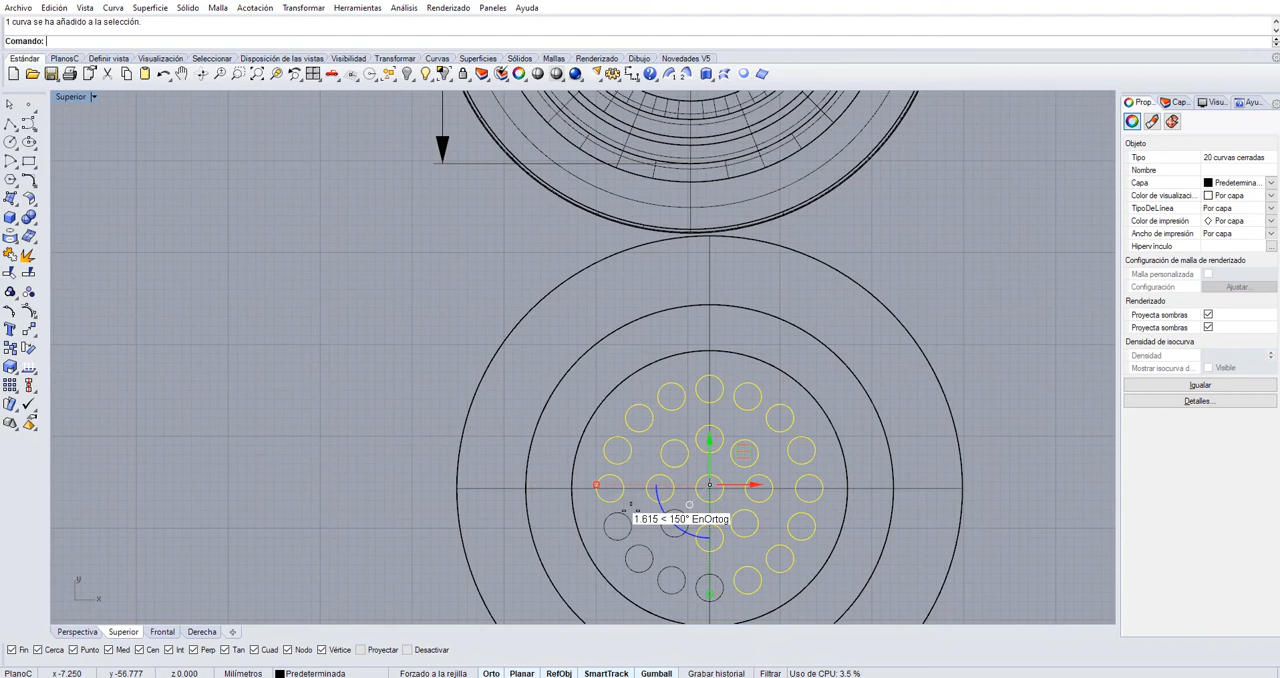 Archivo Edición Vista Curva Superficie Sólido Malla Acotación Transformar Herramientas Análisis Renderizado Paneles Ayuda
1 curva se ha añadido a la selección.
Comando:
Estándar PlanosC Definir vista Visualización Seleccionar Disposición de las vistas Visibilidad Transformar Curvas Superficies Sólidos Mallas Renderizado Dibujo Novedades V5
Superior
Prop... Cap... Visu... Ayu...
Objeto
Tipo 20 curvas cerradas
Nombre
Capa Predetermina...
Color de visualizaci... Por capa
TipoDeLínea Por capa
Color de impresión Por capa
Ancho de impresión Por capa
Hipervínculo ...
Configuración de malla de renderizado
Malla personalizada
Configuración Ajustar...
Renderizado
Proyecta sombras
Proyecta sombras
Densidad de isocurva
Densidad
Mostrar isocurva d... Visible
Igualar
Detalles...
1.615 < 150° EnOrtog
y
x
Perspectiva Superior Frontal Derecha
Fin Cerca Punto Med Cen Int Perp Tan Cuad Nodo Vértice Proyectar Desactivar
PlanoC x -7.250 y -56.777 z 0.000 Milímetros Predeterminada Forzado a la rejilla Orto Planar RefObj SmartTrack Gumball Grabar historial Filtrar Uso de CPU: 3.5 %